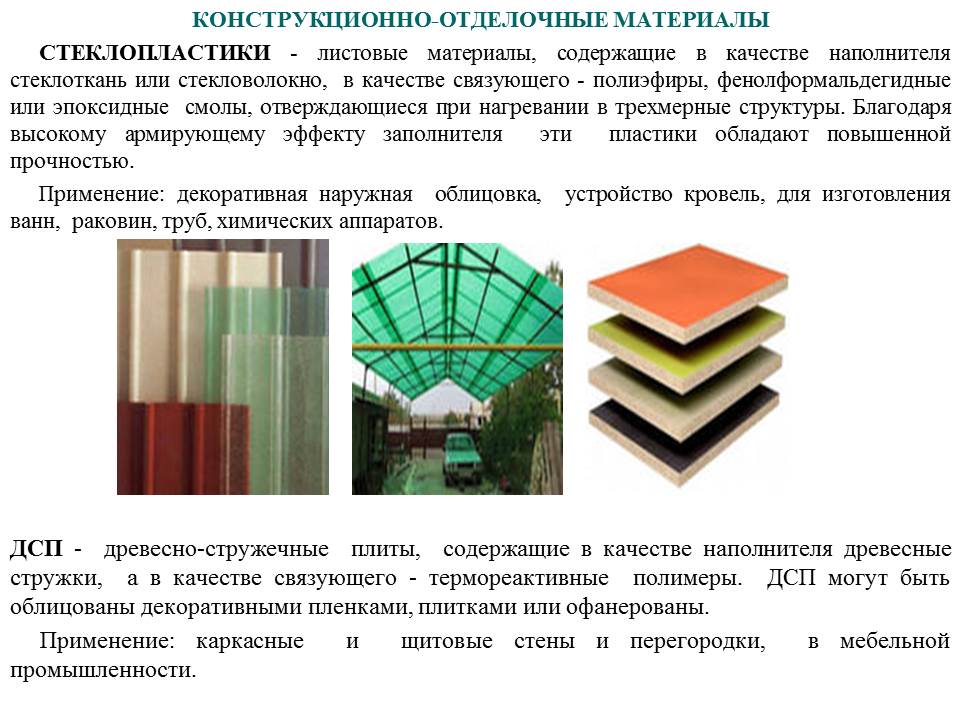 КОНСТРУКЦИОННО-ОТДЕЛОЧНЫЕ МАТЕРИАЛЫ
СТЕКЛОПЛАСТИКИ - листовые материалы, содержащие в качестве наполнителя
стеклоткань или стекловолокно, в качестве связующего - полиэфиры, фенолформальдегидные
или эпоксидные смолы, отверждающиеся при нагревании в трехмерные структуры. Благодаря
высокому армирующему эффекту заполнителя эти пластики обладают повышенной
прочностью.
Применение: декоративная наружная облицовка, устройство кровель, для изготовления
ванн, раковин, труб, химических аппаратов.
ДСП - древесно-стружечные плиты, содержащие в качестве наполнителя древесные
стружки, а в качестве связующего - термореактивные полимеры. ДСП могут быть
облицованы декоративными пленками, плитками или офанерованы.
Применение: каркасные и щитовые стены и перегородки, в мебельной
промышленности.